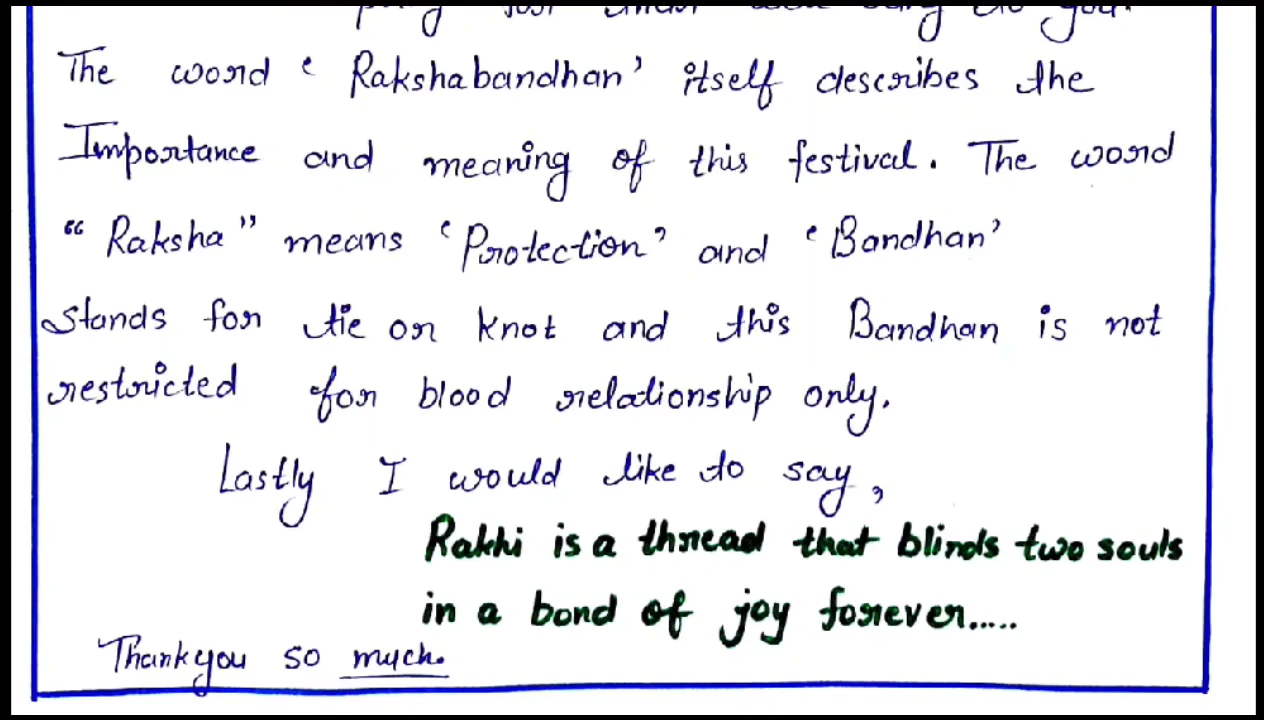 The word ‘Rakshabandhan’ itself describes the
Importance and meaning of this festival. The word
“Raksha” means ‘Protection’ and ‘Bandhan’
stands for tie or knot and this Bandhan is not
restricted for blood relationship only.
Lastly I would like to say,
Rakhi is a thread that blinds two souls
in a bond of joy forever.....
Thankyou so much.